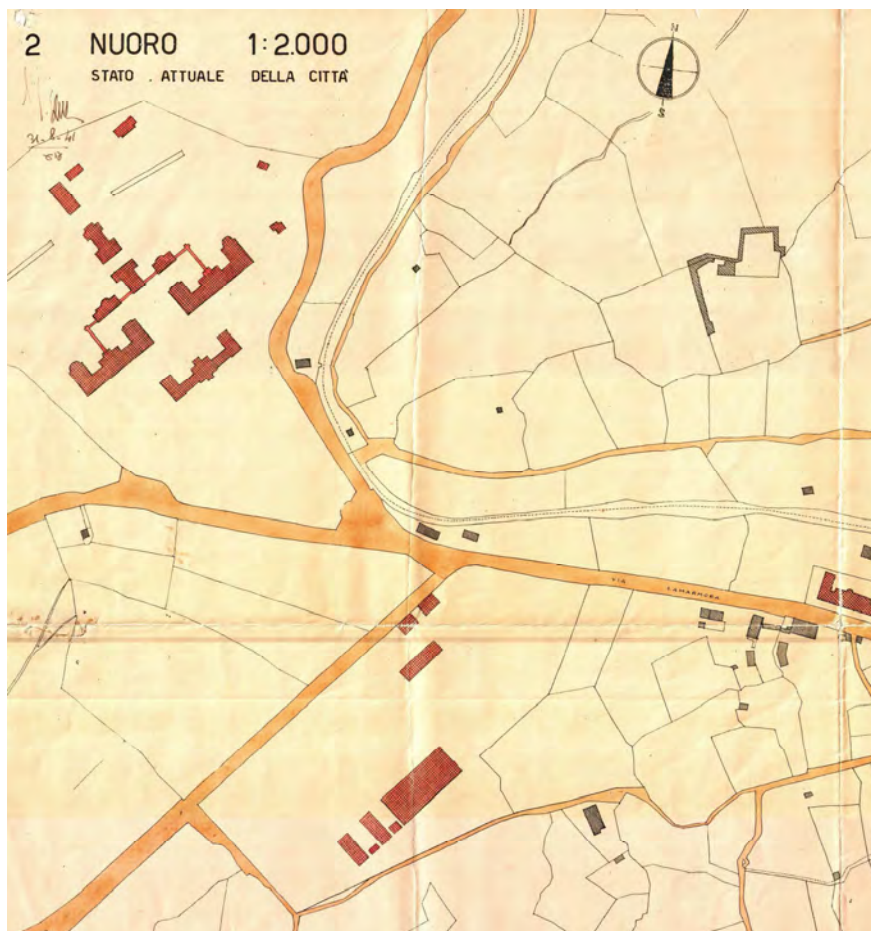 2 NUORO 1:2.000
STATO . ATTUALE DELLA CITTÀ
N
S
VIA LAMARMORA